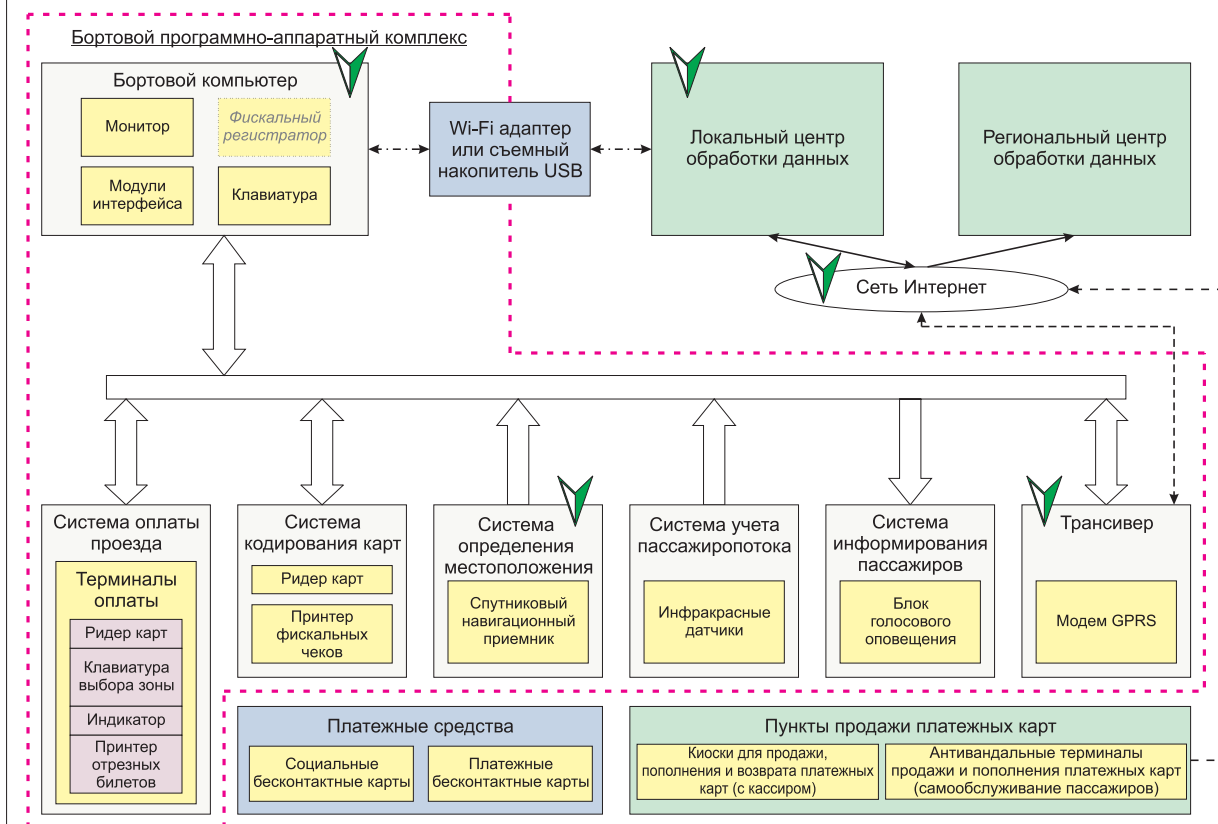 Бортовой программно-аппаратный комплекс
Бортовой компьютер
Монитор
Фискальный
регистратор
Модули
интерфейса
Клавиатура
Wi-Fi адаптер
или съемный
накопитель USB
Локальный центр
обработки данных
Региональный центр
обработки данных
Сеть Интернет
Система оплаты
проезда
Терминалы
оплаты
Ридер карт
Клавиатура
выбора зоны
Индикатор
Принтер
отрезных
билетов
Система
кодирования карт
Ридер карт
Принтер
фискальных
чеков
Система
определения
местоположения
Спутниковый
навигационный
приемник
Система учета
пассажиропотока
Инфракрасные
датчики
Система
информирования
пассажиров
Блок
голосового
оповещения
Трансивер
Модем GPRS
Платежные средства
Социальные
бесконтактные карты
Платежные
бесконтактные карты
Пункты продажи платежных карт
Киоски для продажи,
пополнения и возврата платежных
карт (с кассиром)
Антивандальные терминалы
продажи и пополнения платежных карт
(самообслуживание пассажиров)